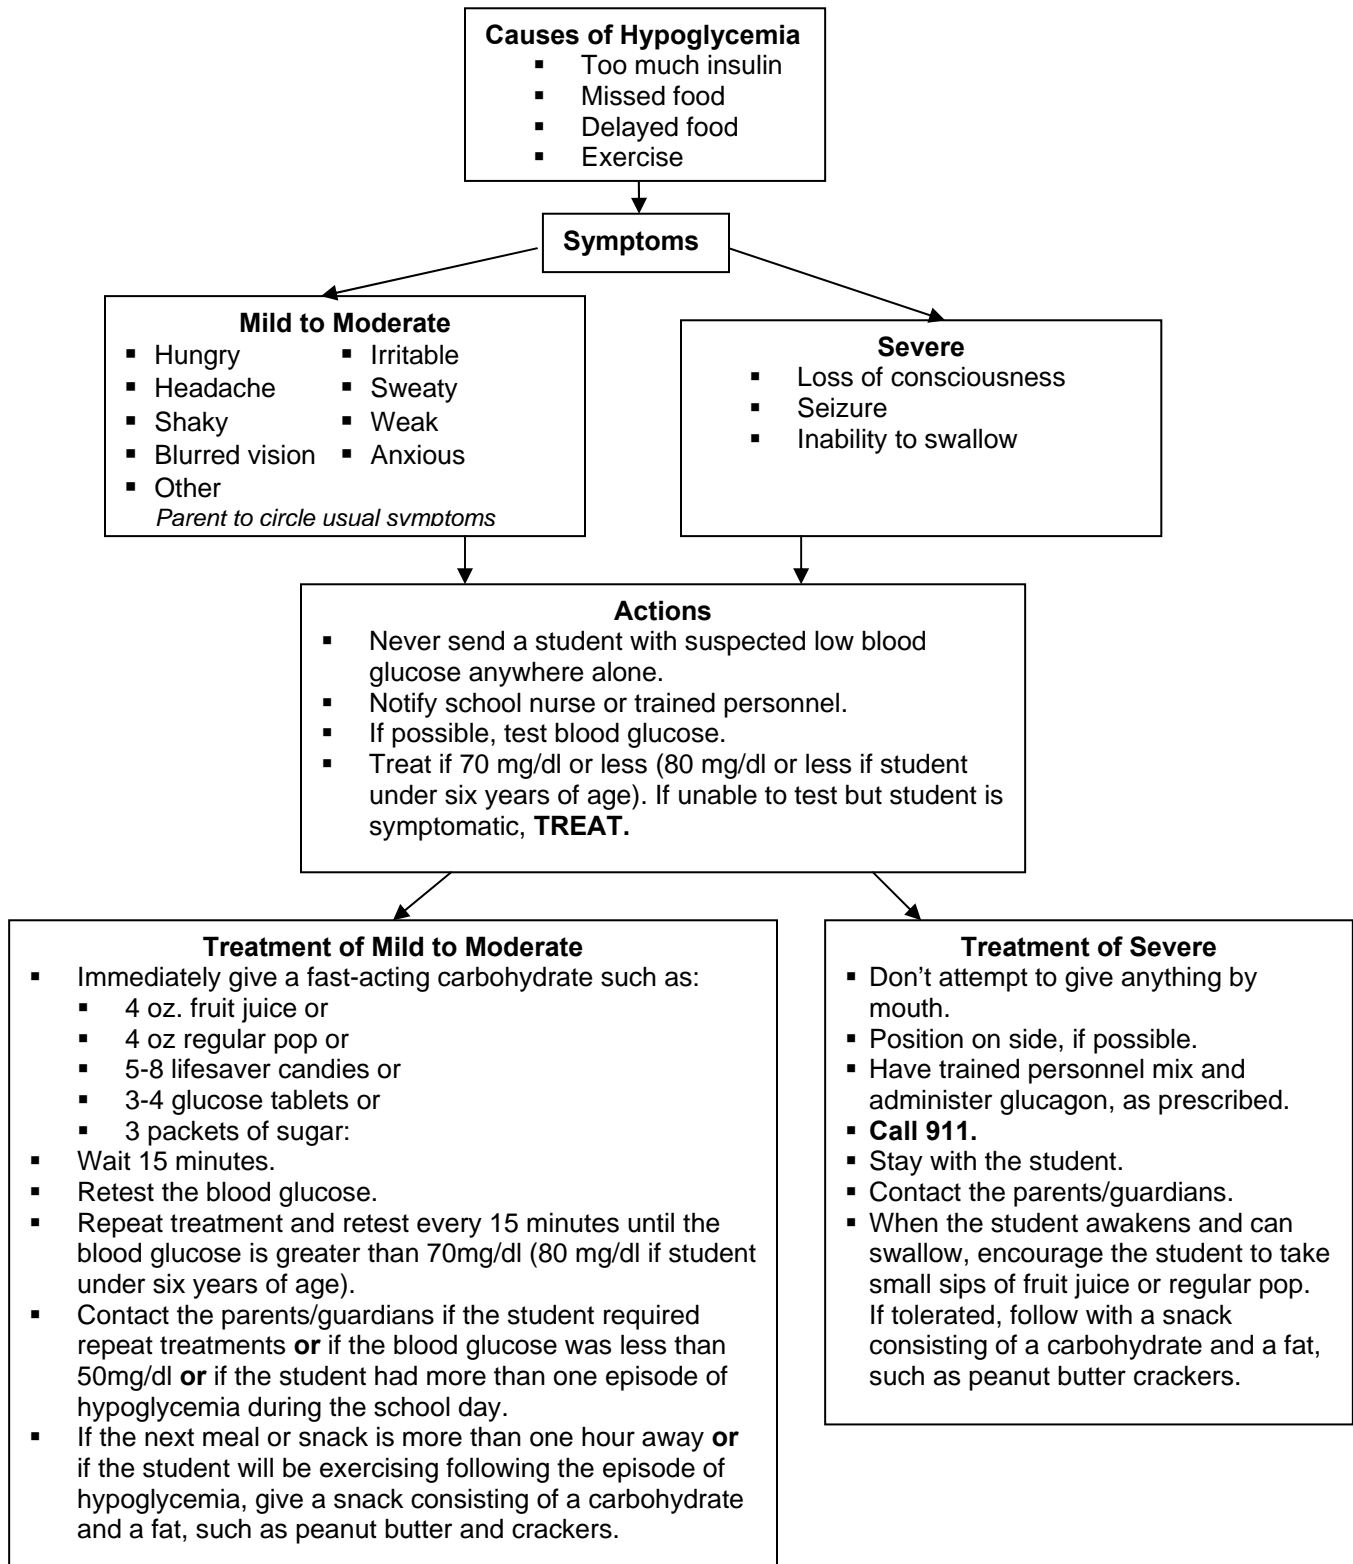 Causes of Hypoglycemia
▪ Too much insulin
▪ Missed food
▪ Delayed food
▪ Exercise
Symptoms
Mild to Moderate
▪ Hungry
▪ Headache
▪ Shaky
▪ Blurred vision
▪ Other
▪ Irritable
▪ Sweaty
▪ Weak
▪ Anxious
Parent to circle usual symptoms
Severe
▪ Loss of consciousness
▪ Seizure
▪ Inability to swallow
Actions
▪ Never send a student with suspected low blood
glucose anywhere alone.
▪ Notify school nurse or trained personnel.
▪ If possible, test blood glucose.
▪ Treat if 70 mg/dl or less (80 mg/dl or less if student
under six years of age). If unable to test but student is
symptomatic, TREAT.
Treatment of Mild to Moderate
▪ Immediately give a fast-acting carbohydrate such as:
▪ 4 oz. fruit juice or
▪ 4 oz regular pop or
▪ 5-8 lifesaver candies or
▪ 3-4 glucose tablets or
▪ 3 packets of sugar:
▪ Wait 15 minutes.
▪ Retest the blood glucose.
▪ Repeat treatment and retest every 15 minutes until the
blood glucose is greater than 70mg/dl (80 mg/dl if student
under six years of age).
▪ Contact the parents/guardians if the student required
repeat treatments or if the blood glucose was less than
50mg/dl or if the student had more than one episode of
hypoglycemia during the school day.
▪ If the next meal or snack is more than one hour away or
if the student will be exercising following the episode of
hypoglycemia, give a snack consisting of a carbohydrate
and a fat, such as peanut butter and crackers.
Treatment of Severe
▪ Don’t attempt to give anything by
mouth.
▪ Position on side, if possible.
▪ Have trained personnel mix and
administer glucagon, as prescribed.
▪ Call 911.
▪ Stay with the student.
▪ Contact the parents/guardians.
▪ When the student awakens and can
swallow, encourage the student to take
small sips of fruit juice or regular pop.
If tolerated, follow with a snack
consisting of a carbohydrate and a fat,
such as peanut butter crackers.